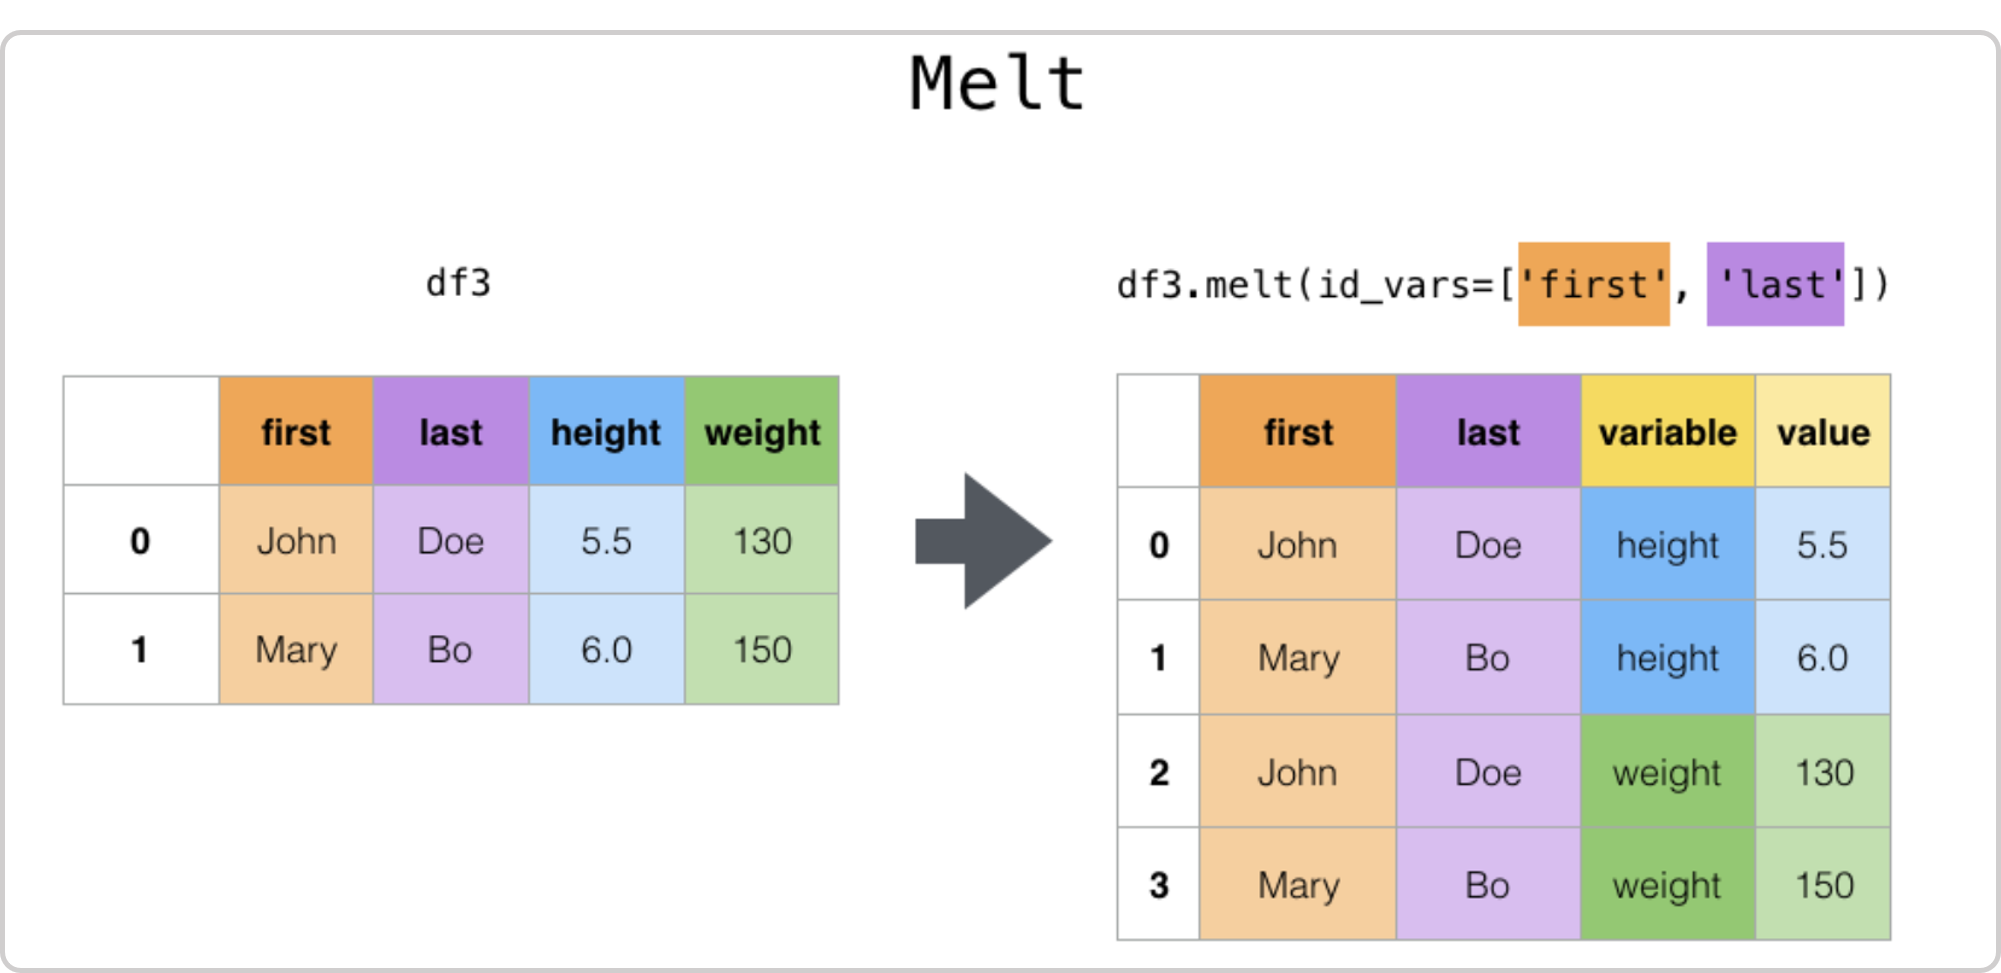 Melt
df3
df3.melt(id_vars=['first', 'last'])
first last height weight
0 John Doe 5.5 130
1 Mary Bo 6.0 150
first last variable value
0 John Doe height 5.5
1 Mary Bo height 6.0
2 John Doe weight 130
3 Mary Bo weight 150